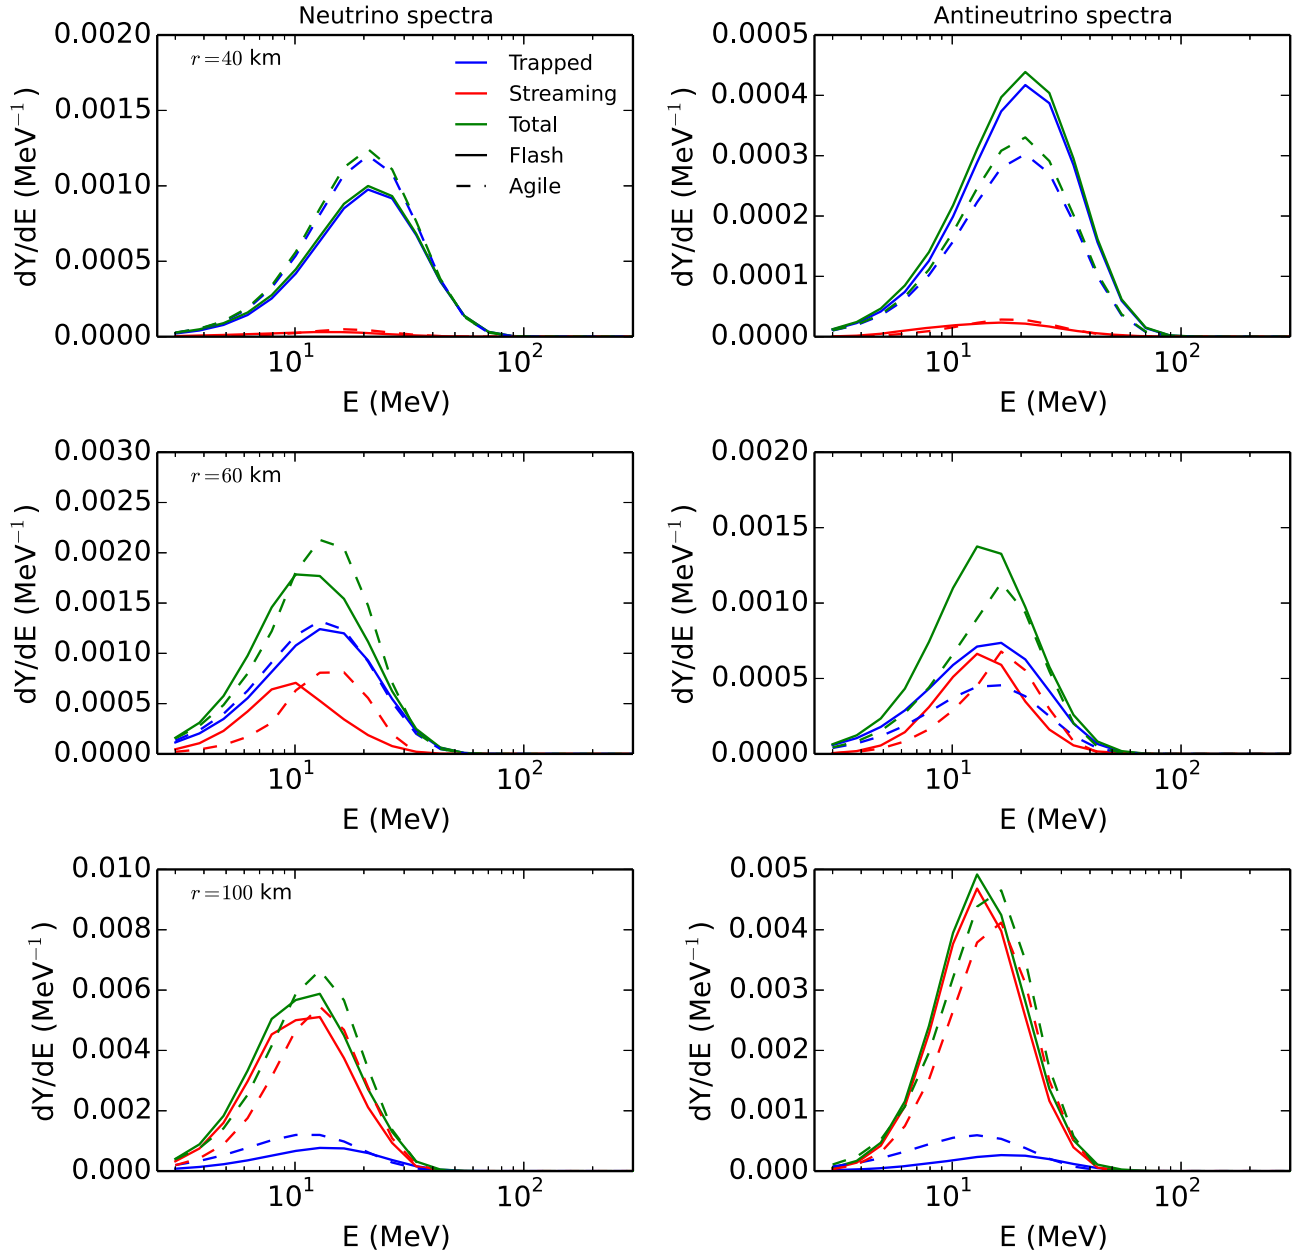 Neutrino spectra
Antineutrino spectra
0.0020
0.0015
0.0010
0.0005
0.0000
dY/dE (MeV⁻¹)
r = 40 km
Trapped
Streaming
Total
Flash
Agile
10¹
10²
E (MeV)
0.0005
0.0004
0.0003
0.0002
0.0001
0.0000
dY/dE (MeV⁻¹)
10¹
10²
E (MeV)
0.0030
0.0025
0.0020
0.0015
0.0010
0.0005
0.0000
dY/dE (MeV⁻¹)
r = 60 km
10¹
10²
E (MeV)
0.0020
0.0015
0.0010
0.0005
0.0000
dY/dE (MeV⁻¹)
10¹
10²
E (MeV)
0.010
0.008
0.006
0.004
0.002
0.000
dY/dE (MeV⁻¹)
r = 100 km
10¹
10²
E (MeV)
0.005
0.004
0.003
0.002
0.001
0.000
dY/dE (MeV⁻¹)
10¹
10²
E (MeV)